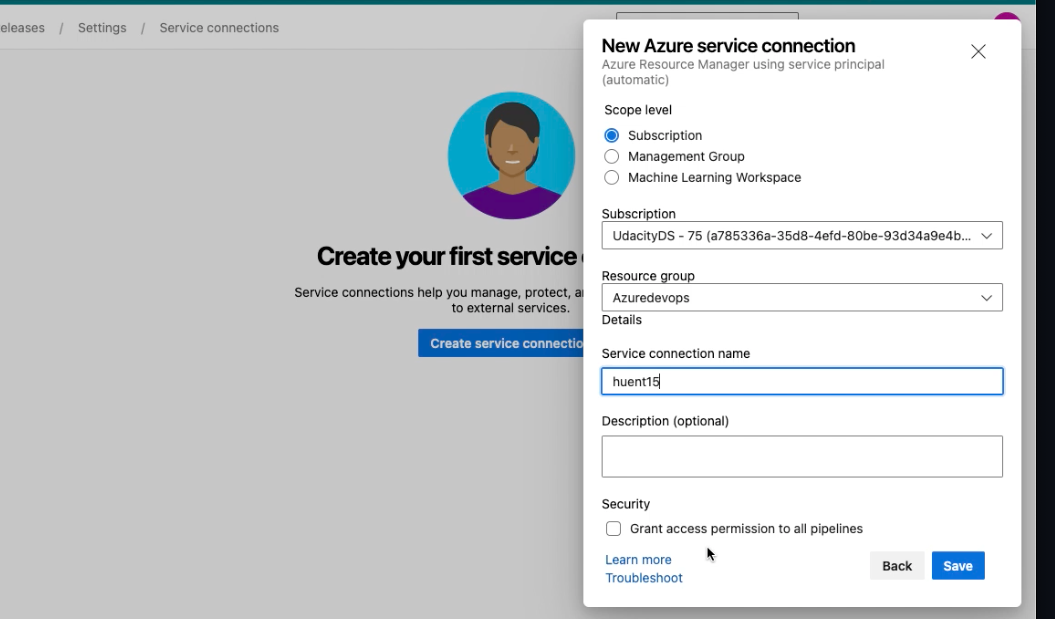 / Settings / Service connections
New Azure service connection
Azure Resource Manager using service principal
(automatic)
Scope level
Subscription
Management Group
Machine Learning Workspace
Subscription
UdacityDS - 75 (a785336a-35d8-4efd-80be-93d34a9e4b...
Resource group
Azuredevops
Details
Service connection name
huent15
Description (optional)
Security
Grant access permission to all pipelines
Learn more
Troubleshoot
Back
Save
Create your first service
Service connections help you manage, protect,
to external services.
Create service